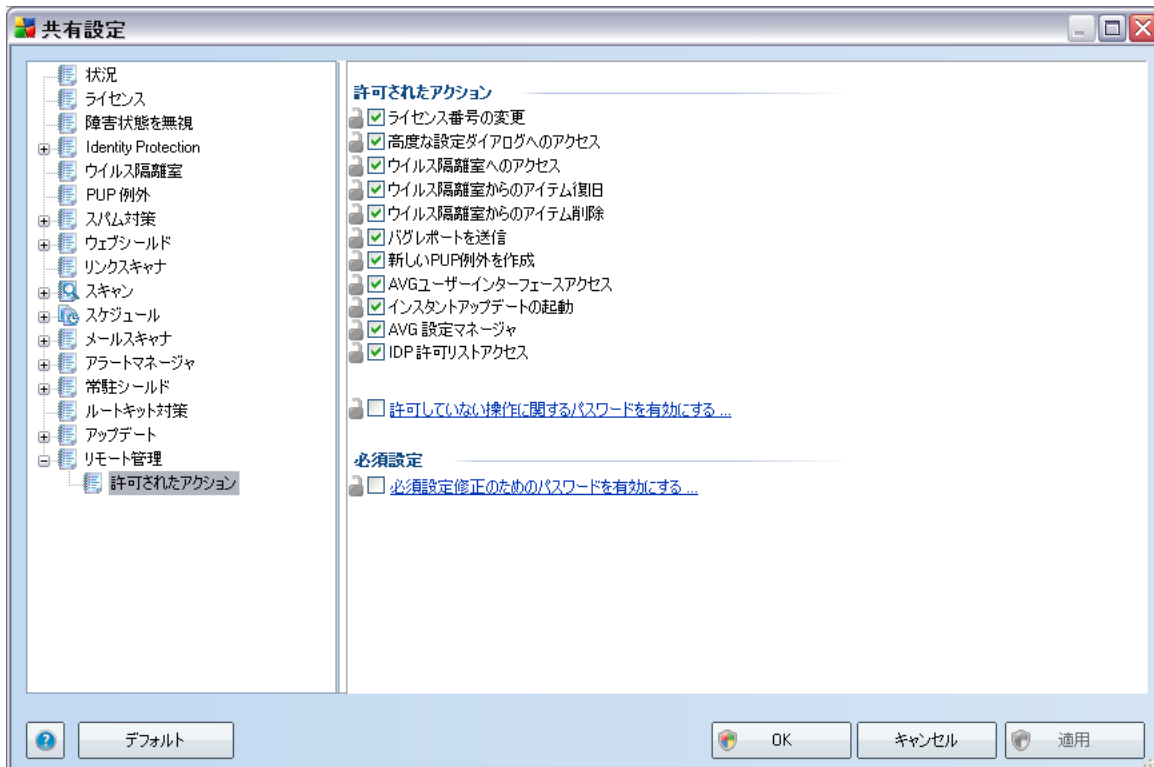 共有設定
状況
ライセンス
障害状態を無視
Identity Protection
ウイルス隔離室
PUP 例外
スパム対策
ウェブシールド
リンクスキャナ
スキャン
スケジュール
メールスキャナ
アラートマネージャ
常駐シールド
ルートキット対策
アップデート
リモート管理
許可されたアクション
許可されたアクション
ライセンス番号の変更
高度な設定ダイアログへのアクセス
ウイルス隔離室へのアクセス
ウイルス隔離室からのアイテム復旧
ウイルス隔離室からのアイテム削除
バグレポートを送信
新しいPUP例外を作成
AVGユーザーインターフェースアクセス
インスタントアップデートの起動
AVG 設定マネージャ
IDP 許可リストアクセス
許可していない操作に関するパスワードを有効にする ...
必須設定
必須設定修正のためのパスワードを有効にする ...
デフォルト
OK
キャンセル
適用